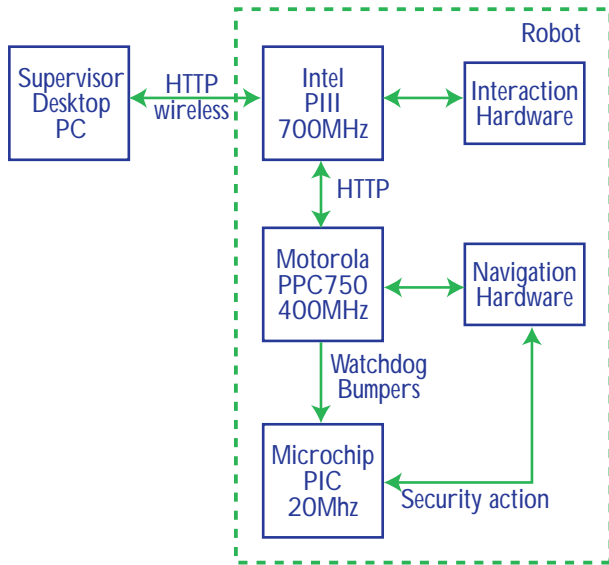 Robot
Supervisor
Desktop
PC
HTTP
wireless
Intel
PIII
700MHz
Interaction
Hardware
HTTP
Motorola
PPC750
400MHz
Navigation
Hardware
Watchdog
Bumpers
Microchip
PIC
20Mhz
Security action